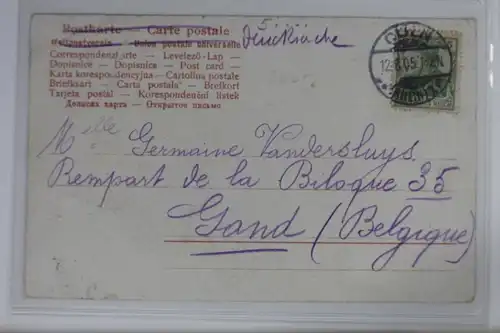 Postkarte — Carte postale
Weltpostverein — Union postale universelle
Correspondenzkarte — Levelező-Lap —
Dopisnice — Dopisnica — Post card —
Karta korespondencyjna — Cartolina postale
Briefkaart — Carta postala — Brefkort
Tarjeta postal — Korespondenční lístek
Дописна карта — Открытое письмо
Drucksache
12.8.05
Mlle Germaine Vandersluys
Rempart de la Biloque 35
Gand (Belgique)